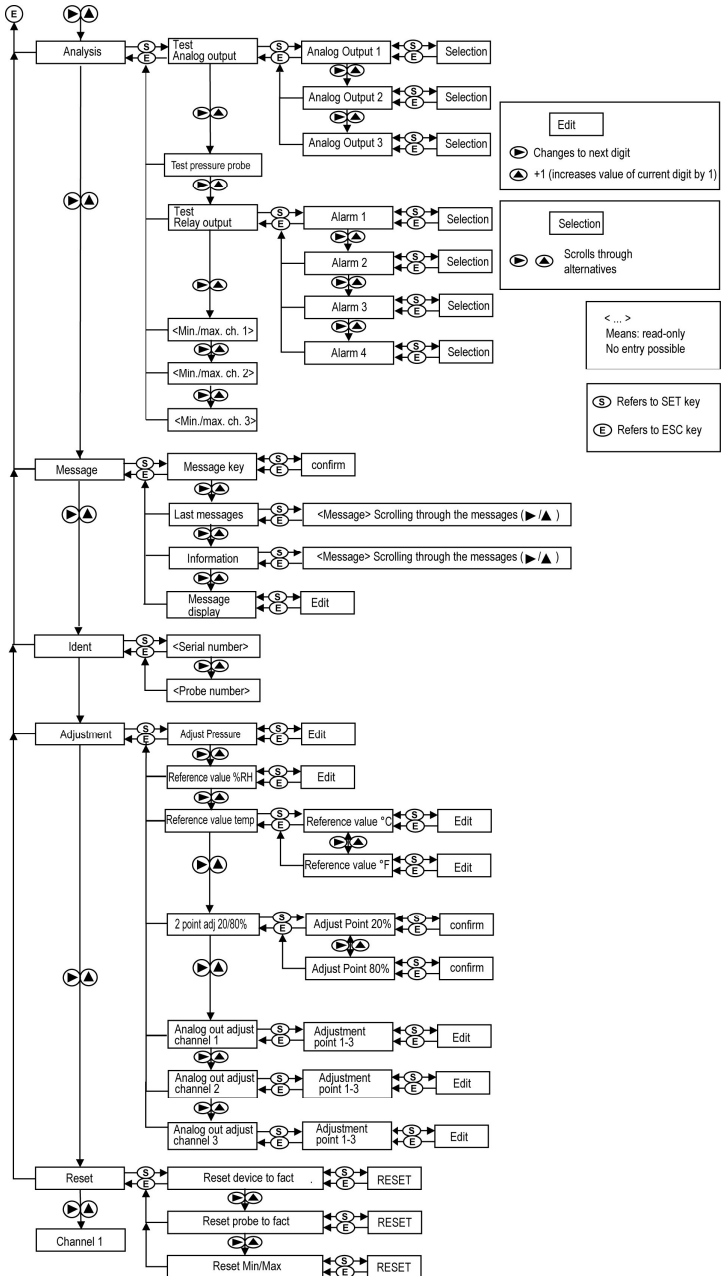 E
Analysis
S
E
Test
Analog output
S
E
Analog Output 1
S
E
Selection
Analog Output 2
S
E
Selection
Analog Output 3
S
E
Selection
Test pressure probe
Test
Relay output
S
E
Alarm 1
S
E
Selection
Alarm 2
S
E
Selection
Alarm 3
S
E
Selection
Alarm 4
S
E
Selection
<Min./max. ch. 1>
<Min./max. ch. 2>
<Min./max. ch. 3>
Edit
Changes to next digit
+1 (increases value of current digit by 1)
Selection
Scrolls through
alternatives
< ... >
Means: read-only
No entry possible
S Refers to SET key
E Refers to ESC key
Message
S
E
Message key
S
E
confirm
Last messages
S
E
<Message> Scrolling through the messages (▶/▲ )
Information
S
E
<Message> Scrolling through the messages (▶/▲ )
Message
display
S
E
Edit
Ident
S
E
<Serial number>
<Probe number>
Adjustment
S
E
Adjust Pressure
S
E
Edit
Reference value %RH
S
E
Edit
Reference value temp
S
E
Reference value °C
S
E
Edit
Reference value °F
S
E
Edit
2 point adj 20/80%
S
E
Adjust Point 20%
S
E
confirm
Adjust Point 80%
S
E
confirm
Analog out adjust
channel 1
S
E
Adjustment
point 1-3
S
E
Edit
Analog out adjust
channel 2
S
E
Adjustment
point 1-3
S
E
Edit
Analog out adjust
channel 3
S
E
Adjustment
point 1-3
S
E
Edit
Reset
S
E
Reset device to fact .
S
E
RESET
Reset probe to fact
S
E
RESET
Reset Min/Max
S
E
RESET
Channel 1